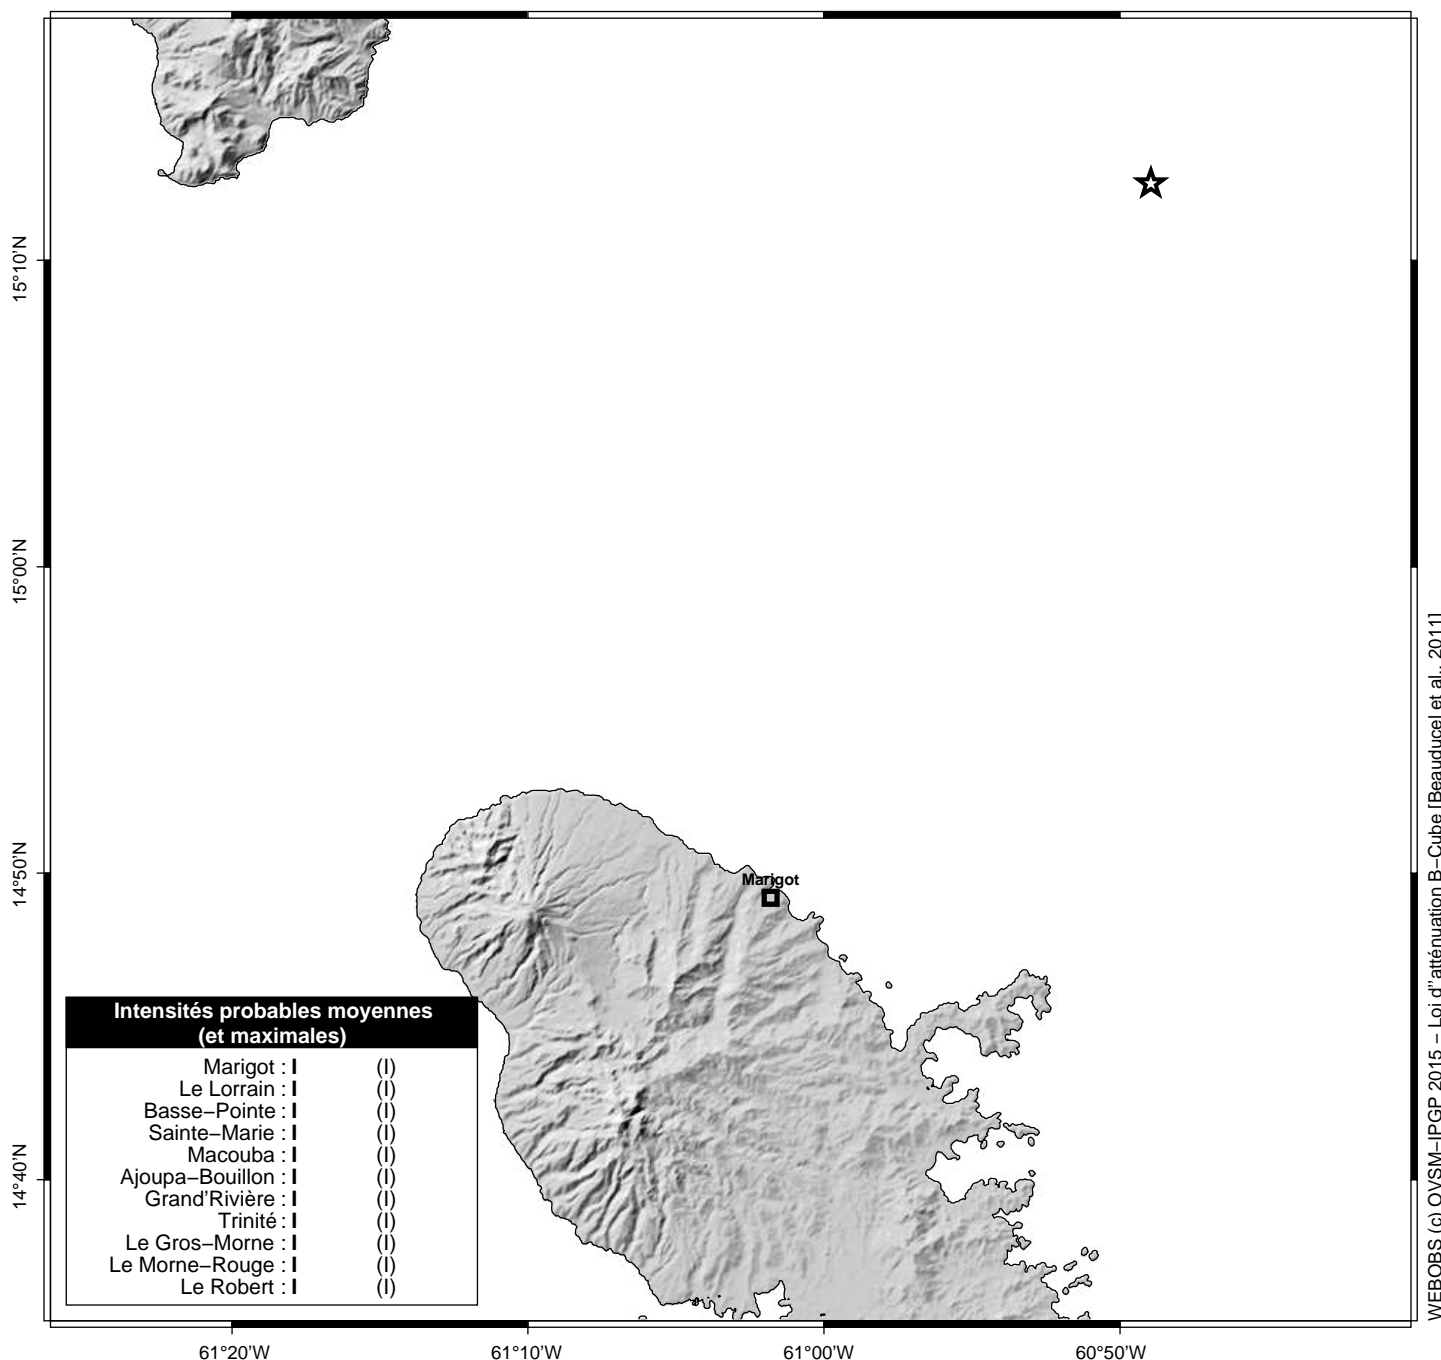 15°10'N
15°00'N
14°50'N
14°40'N
Marigot
Intensités probables moyennes
(et maximales)
Marigot : I (I)
Le Lorrain : I (I)
Basse–Pointe : I (I)
Sainte–Marie : I (I)
Macouba : I (I)
Ajoupa–Bouillon : I (I)
Grand'Rivière : I (I)
Trinité : I (I)
Le Gros–Morne : I (I)
Le Morne–Rouge : I (I)
Le Robert : I (I)
61°20'W
61°10'W
61°00'W
60°50'W
WEBOBS (c) OVSM–IPGP 2015 – Loi d''atténuation B–Cube [Beauducel et al., 2011]